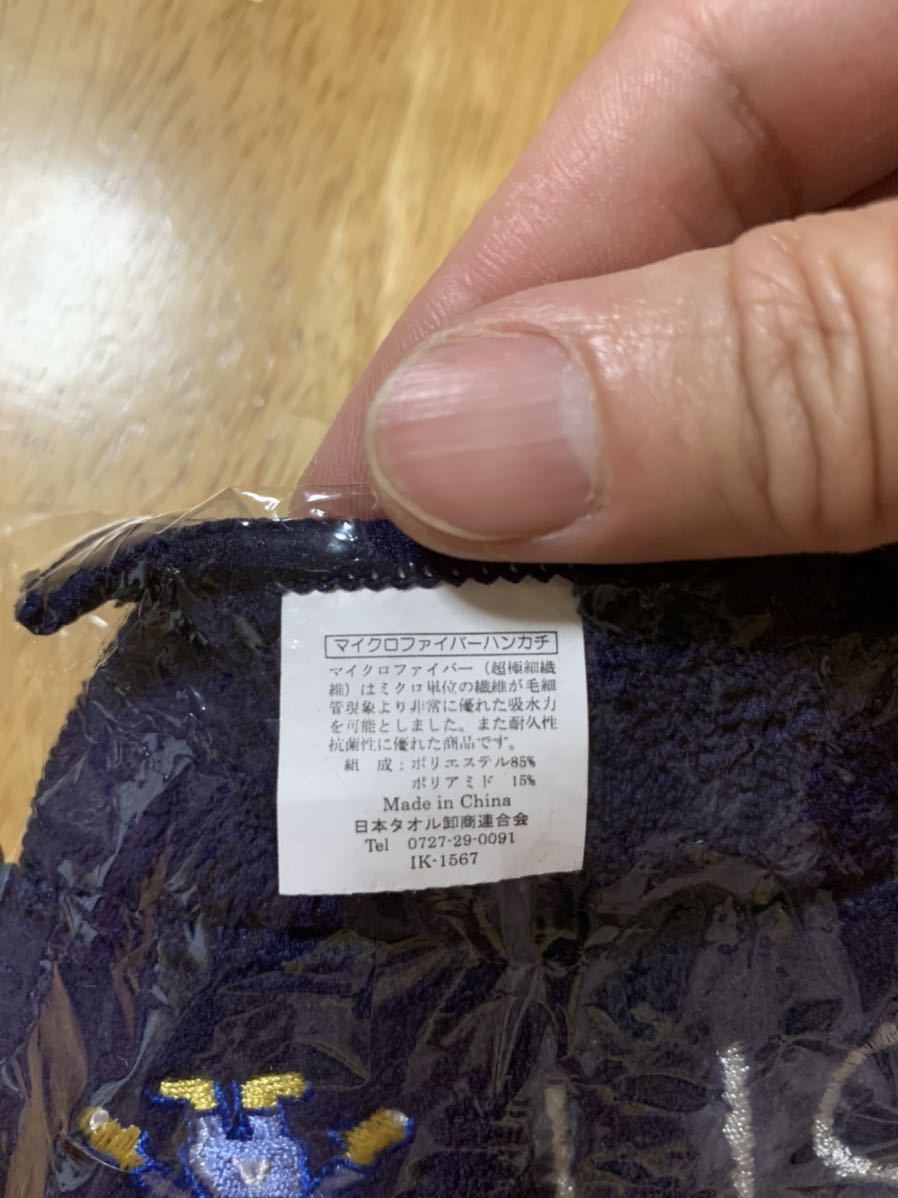 マイクロファイバーハンカチ
マイクロファイバー（超極細繊
維）はミクロ単位の繊維が毛細
管現象より非常に優れた吸水力
を可能としました。また耐久性
抗菌性に優れた商品です。
組 成：ポリエステル85%
ポリアミド 15%
Made in China
日本タオル卸商連合会
Tel 0727-29-0091
IK-1567